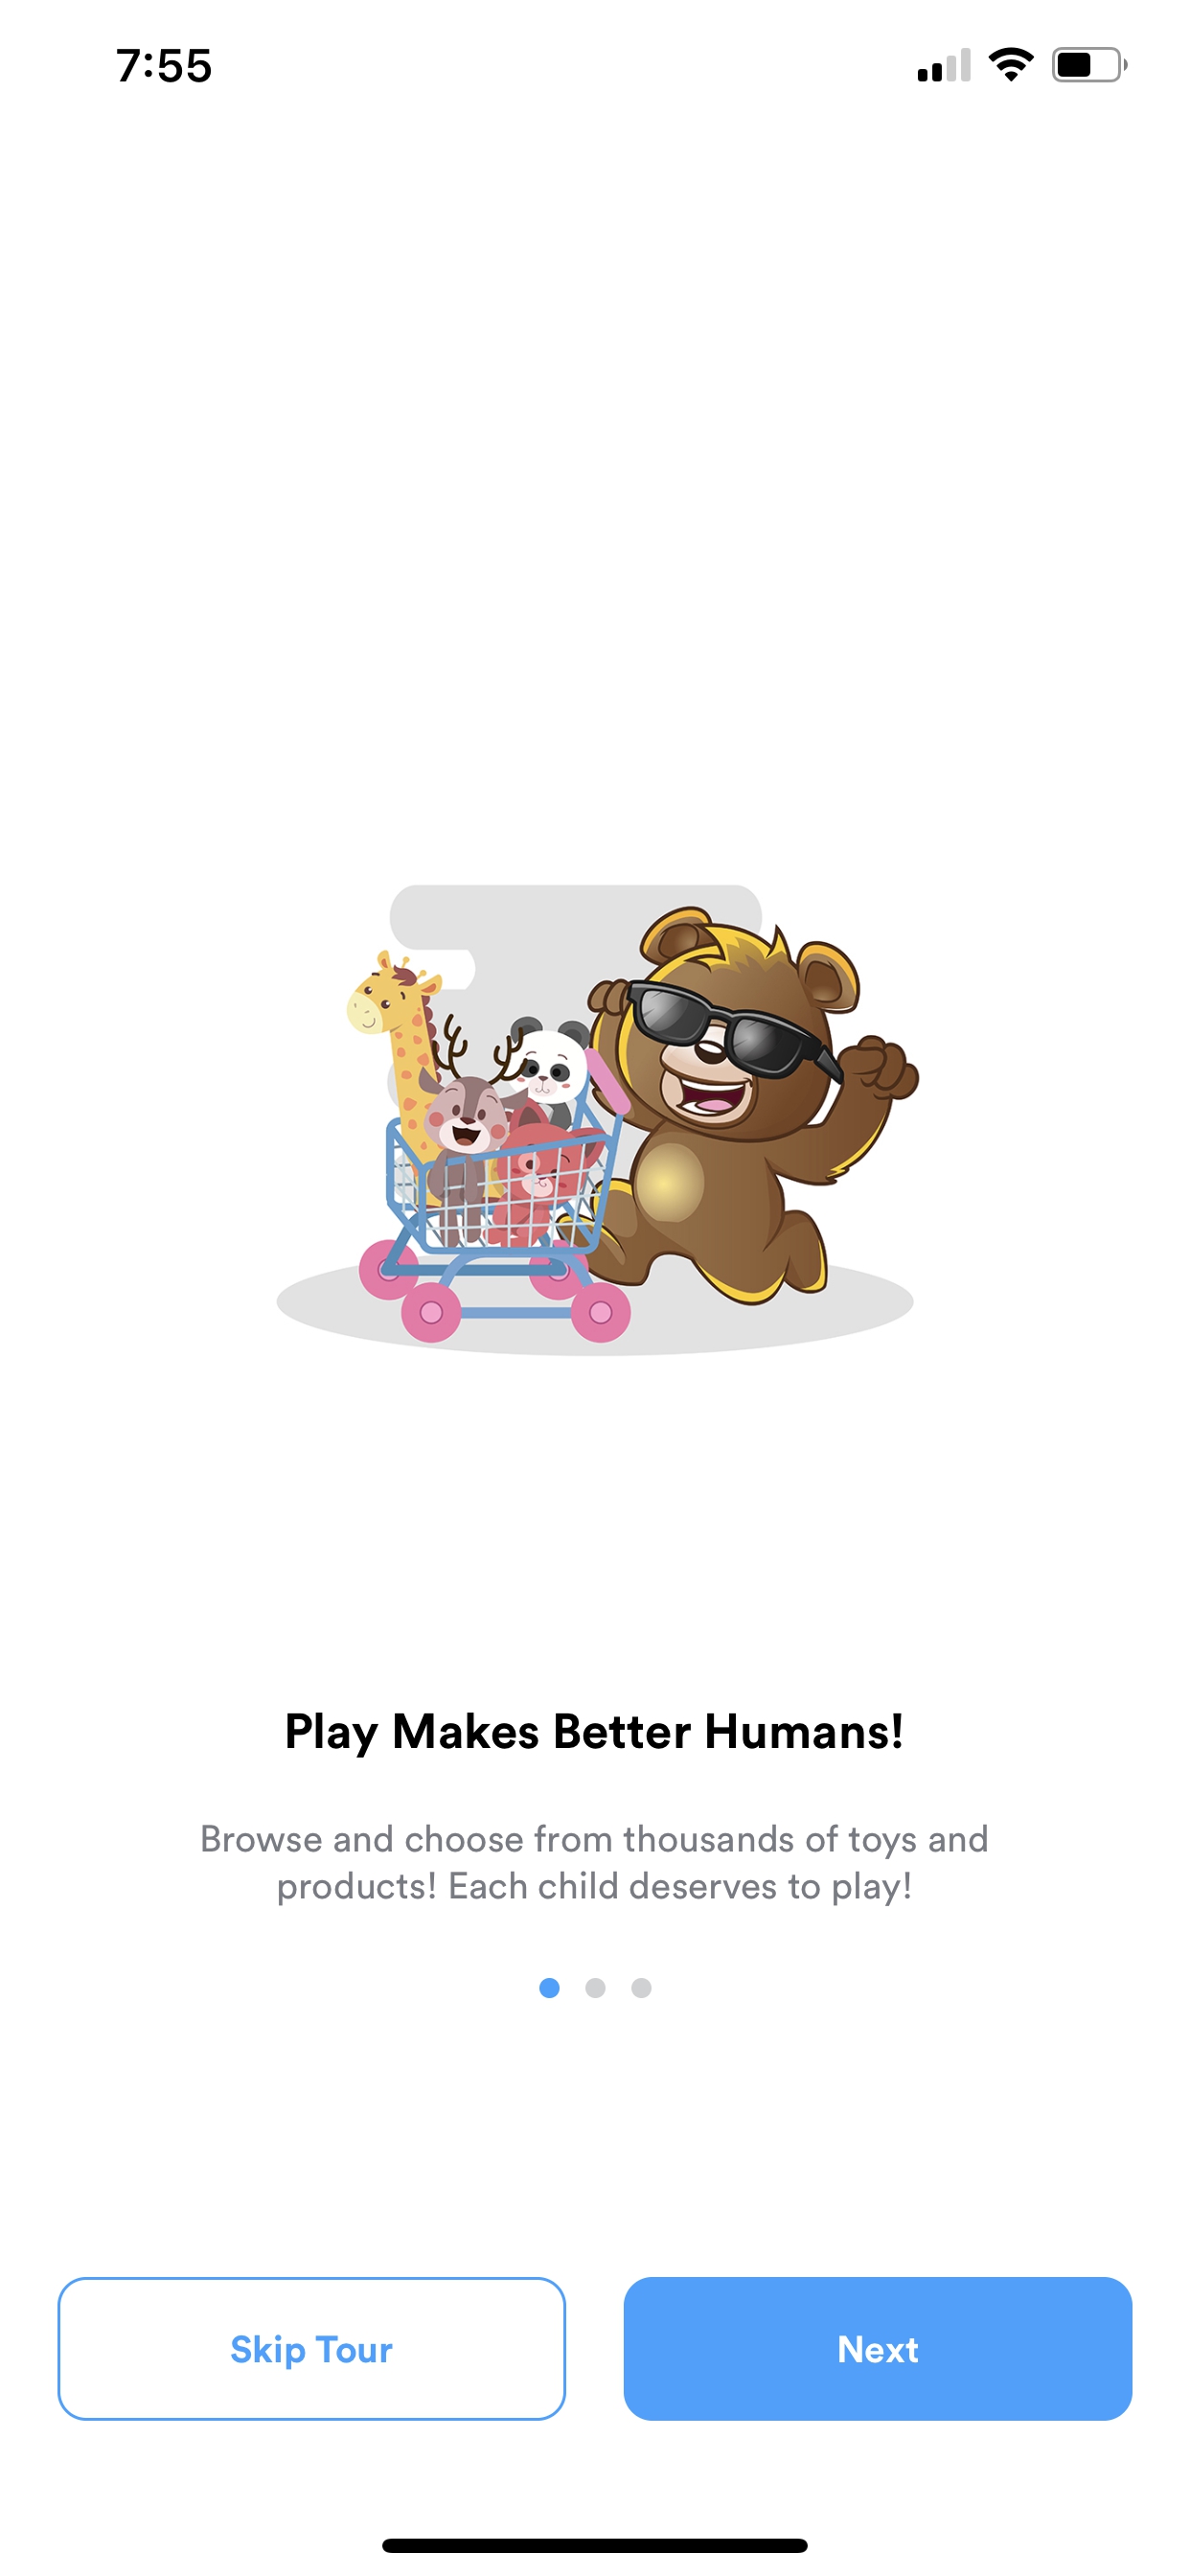 7:55
Play Makes Better Humans!
Browse and choose from thousands of toys and
products! Each child deserves to play!
Skip Tour
Next